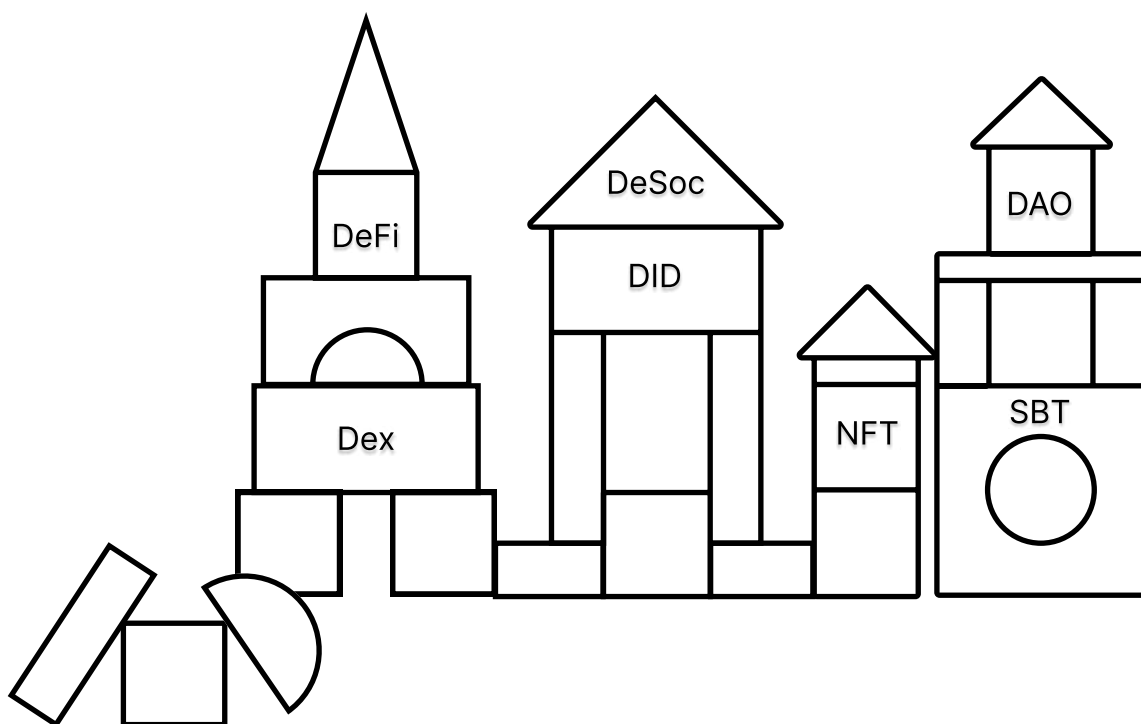 DeFi
Dex
DeSoc
DID
NFT
DAO
SBT